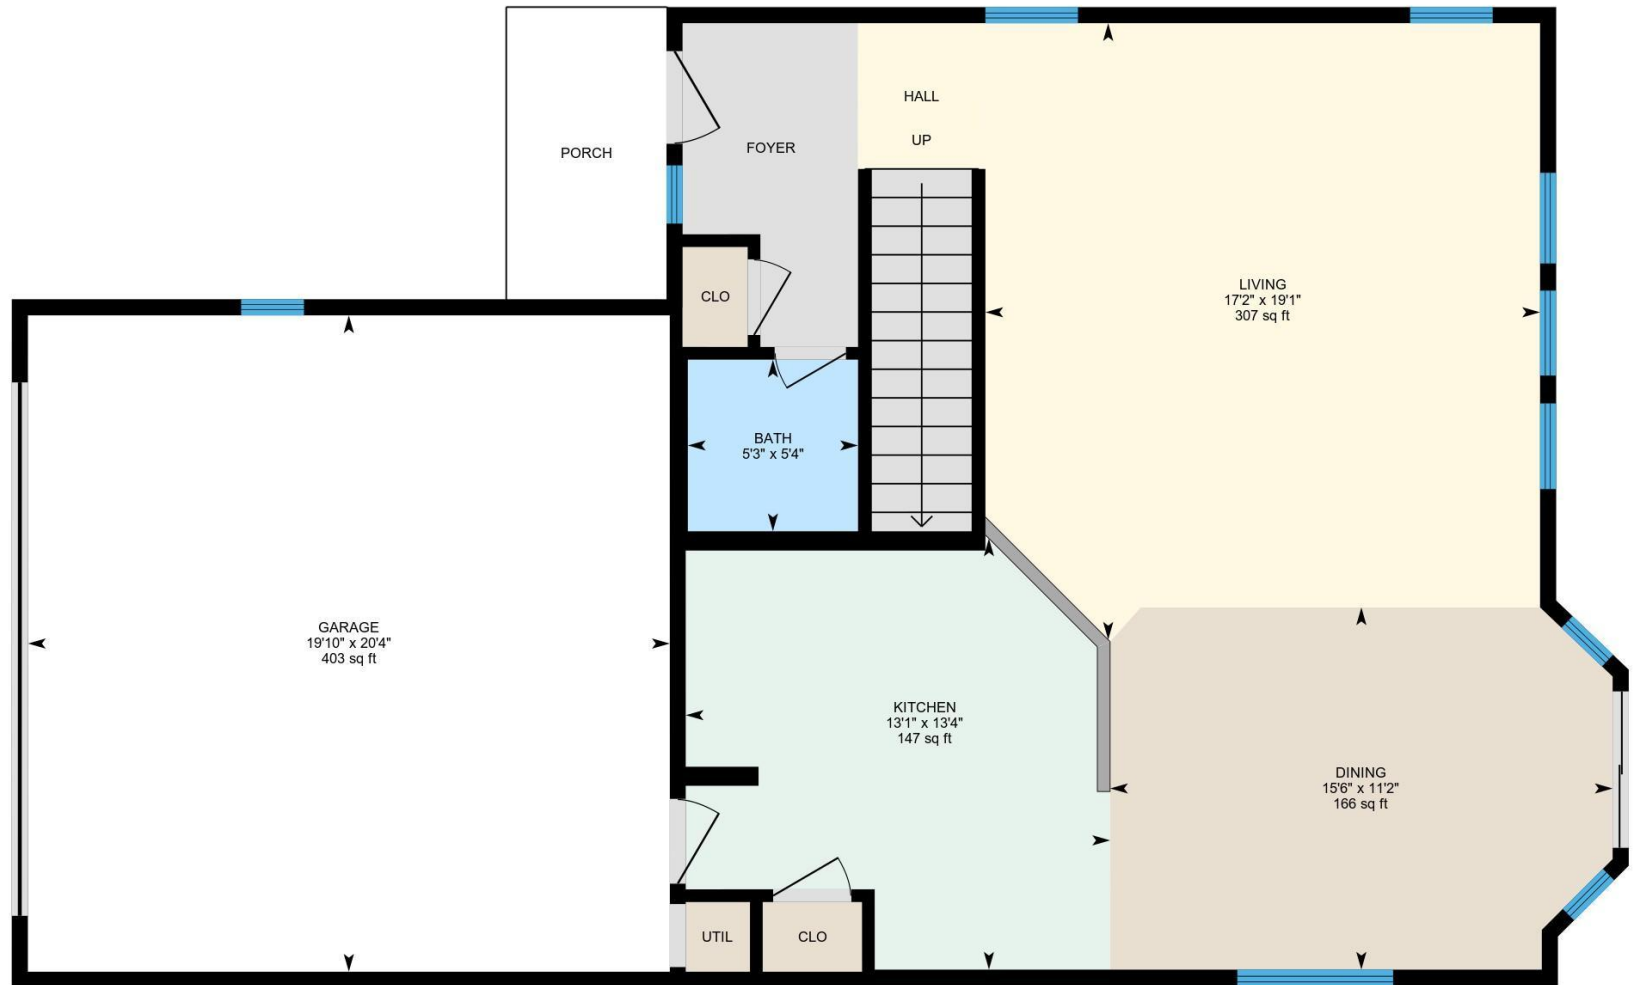 HALL
UP
PORCH
FOYER
CLO
LIVING
17'2" x 19'1"
307 sq ft
BATH
5'3" x 5'4"
GARAGE
19'10" x 20'4"
403 sq ft
KITCHEN
13'1" x 13'4"
147 sq ft
DINING
15'6" x 11'2"
166 sq ft
UTIL
CLO